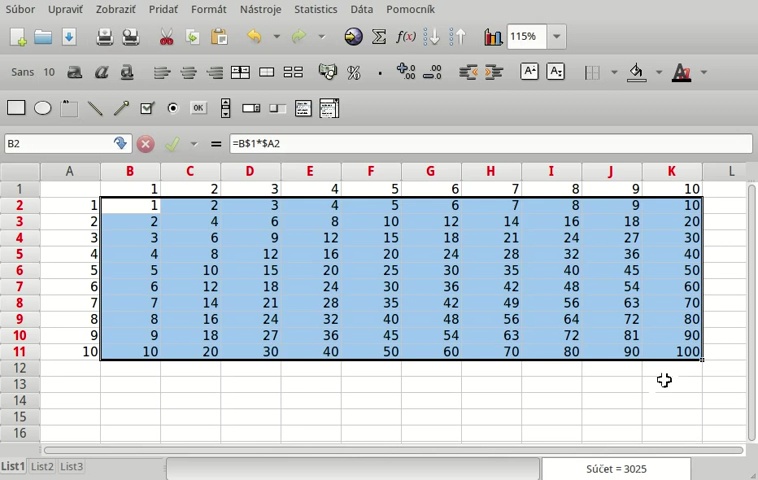 Súbor Upraviť Zobraziť Pridať Formát Nástroje Statistics Dáta Pomocník
115%
Sans 10
B2 =B$1*$A2
A B C D E F G H I J K L
1 1 2 3 4 5 6 7 8 9 10
2 1 1 2 3 4 5 6 7 8 9 10
3 2 2 4 6 8 10 12 14 16 18 20
4 3 3 6 9 12 15 18 21 24 27 30
5 4 4 8 12 16 20 24 28 32 36 40
6 5 5 10 15 20 25 30 35 40 45 50
7 6 6 12 18 24 30 36 42 48 54 60
8 7 7 14 21 28 35 42 49 56 63 70
9 8 8 16 24 32 40 48 56 64 72 80
10 9 9 18 27 36 45 54 63 72 81 90
11 10 10 20 30 40 50 60 70 80 90 100
12
13
14
15
16
List1 List2 List3 Súčet = 3025